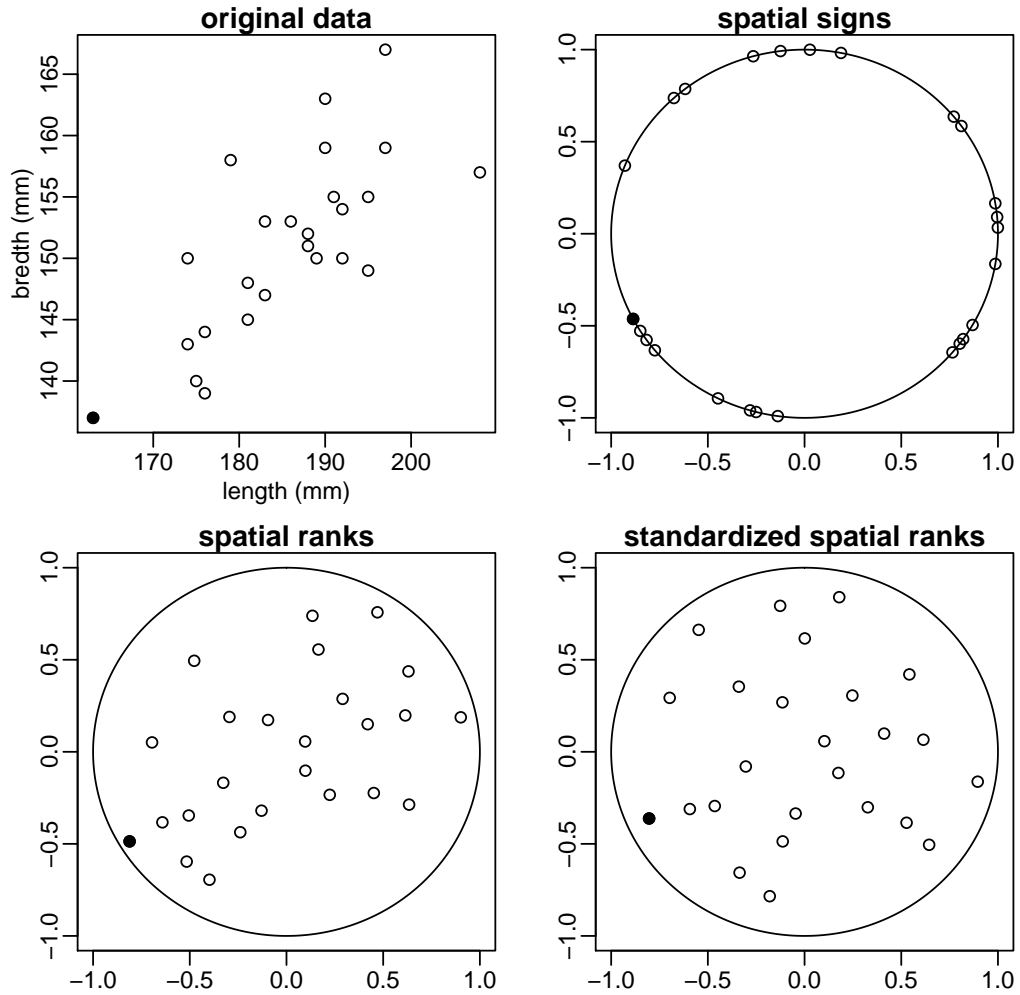 original data
165
160
155
150
145
140
bredth (mm)
170 180 190 200
length (mm)
spatial signs
1.0
0.5
0.0
−0.5
−1.0
−1.0 −0.5 0.0 0.5 1.0
spatial ranks
1.0
0.5
0.0
−0.5
−1.0
−1.0 −0.5 0.0 0.5 1.0
standardized spatial ranks
1.0
0.5
0.0
−0.5
−1.0
−1.0 −0.5 0.0 0.5 1.0